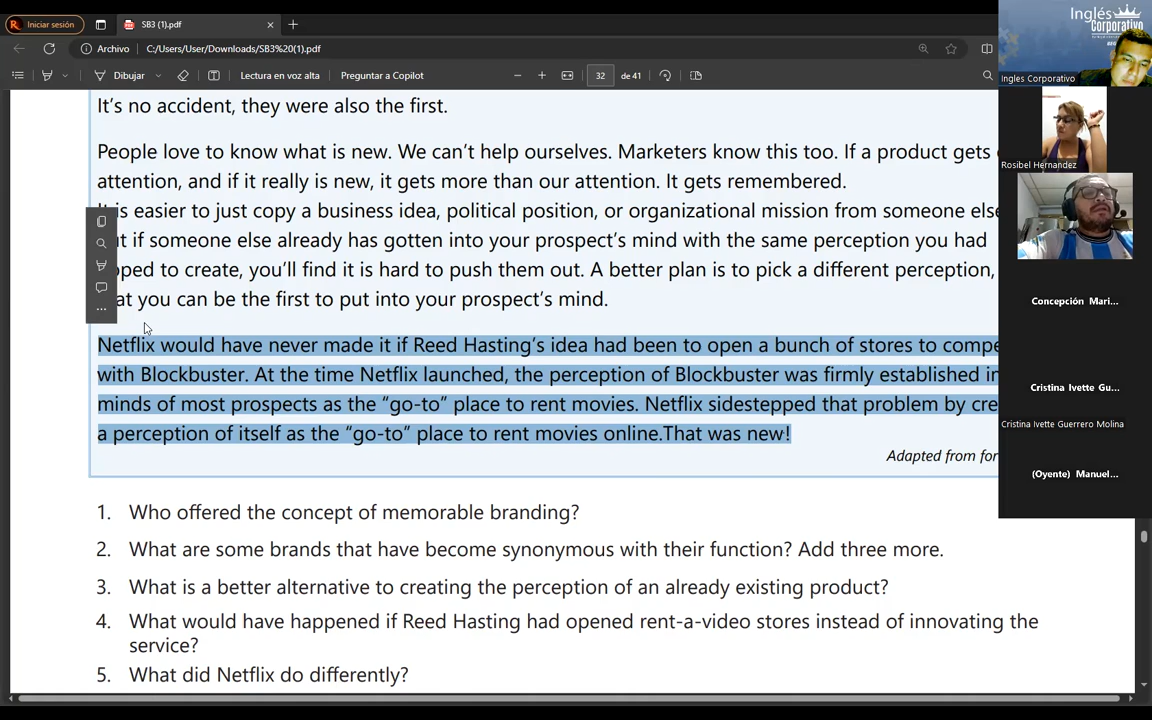 Iniciar sesión
SB3 (1).pdf
Archivo
C:/Users/User/Downloads/SB3%20(1).pdf
Dibujar
Lectura en voz alta
Preguntar a Copilot
32
de 41
It's no accident, they were also the first.
People love to know what is new. We can't help ourselves. Marketers know this too. If a product gets
attention, and if it really is new, it gets more than our attention. It gets remembered.
is easier to just copy a business idea, political position, or organizational mission from someone else
if someone else already has gotten into your prospect's mind with the same perception you had
to create, you'll find it is hard to push them out. A better plan is to pick a different perception,
you can be the first to put into your prospect's mind.
Netflix would have never made it if Reed Hasting's idea had been to open a bunch of stores to
with Blockbuster. At the time Netflix launched, the perception of Blockbuster was firmly established in
minds of most prospects as the “go-to” place to rent movies. Netflix sidestepped that problem by
a perception of itself as the “go-to” place to rent movies online.That was new!
Adapted from
1. Who offered the concept of memorable branding?
2. What are some brands that have become synonymous with their function? Add three more.
3. What is a better alternative to creating the perception of an already existing product?
4. What would have happened if Reed Hasting had opened rent-a-video stores instead of innovating the
service?
5. What did Netflix do differently?
Inglés
Corporativo
Ingles Corporativo
Rosibel Hernandez
Concepción Mari...
Cristina Ivette Gu...
Cristina Ivette Guerrero Molina
(Oyente) Manuel...